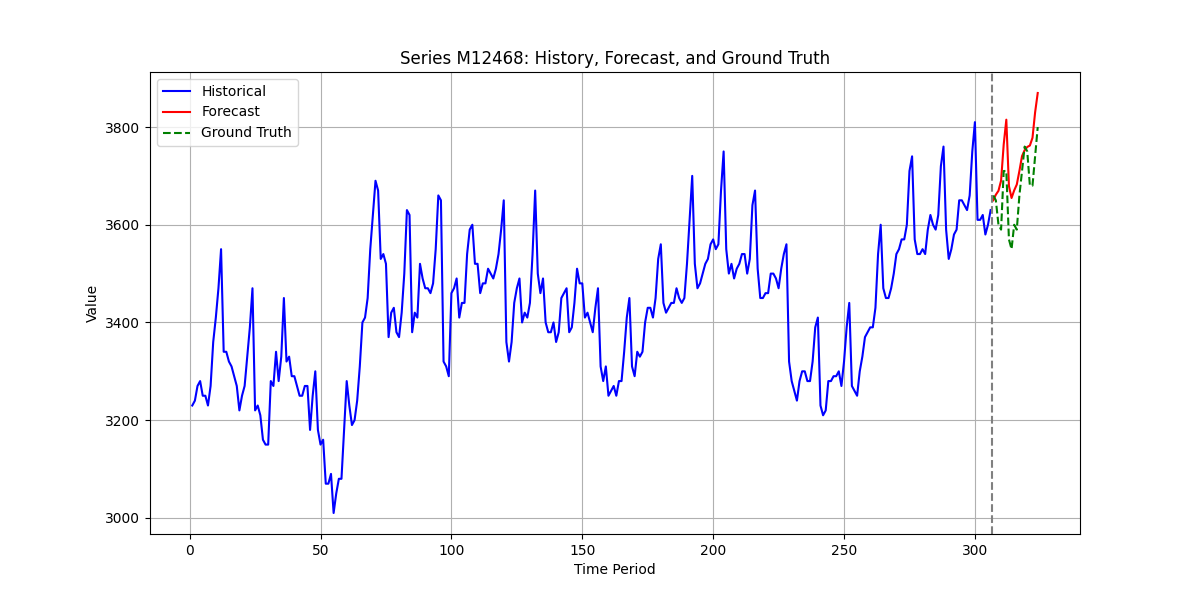 Series M12468: History, Forecast, and Ground Truth
Historical
Forecast
Ground Truth
Value
3800
3600
3400
3200
3000
0 50 100 150 200 250 300
Time Period